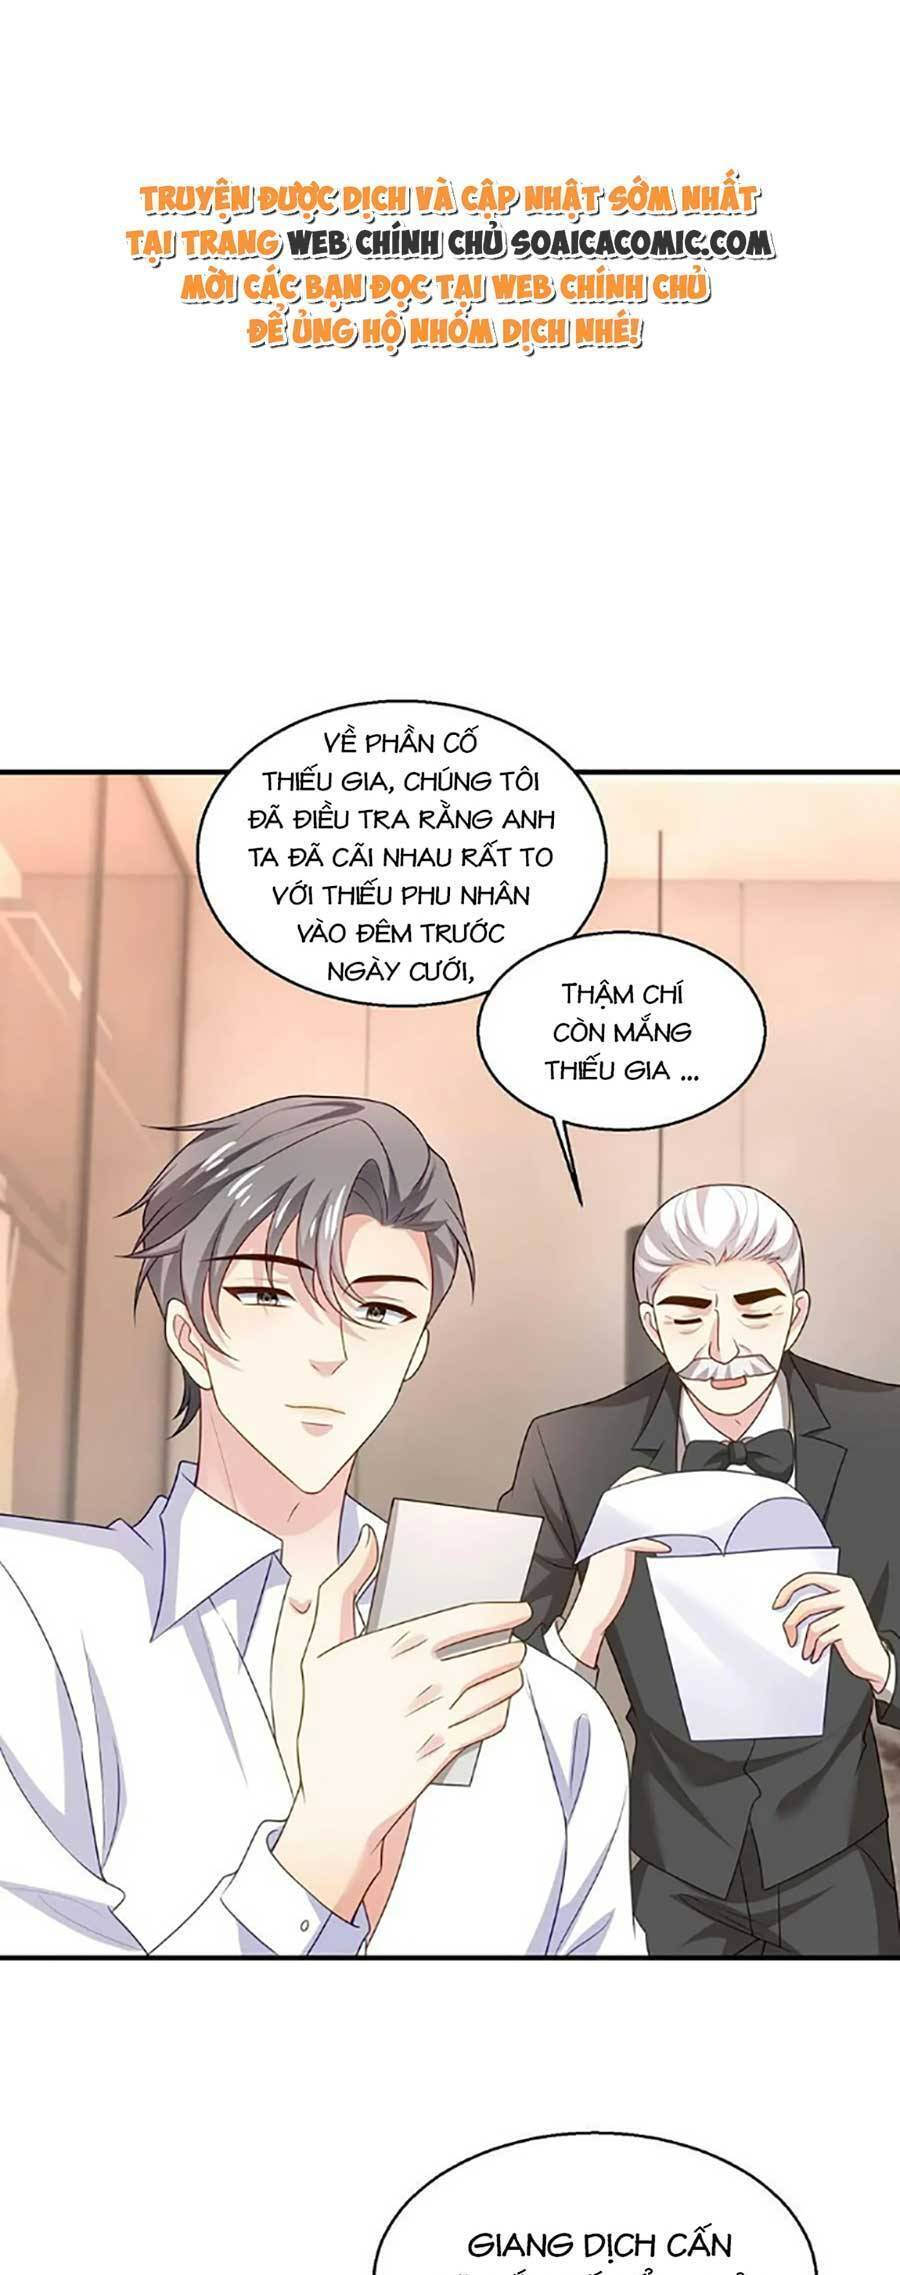 TRUYỆN ĐƯỢC DỊCH VÀ CẬP NHẬT SỚM NHẤT
TẠI TRANG WEB CHÍNH CHỦ SOAICACOMIC.COM
MỜI CÁC BẠN ĐỌC TẠI WEB CHÍNH CHỦ
ĐỂ ỦNG HỘ NHÓM DỊCH NHÉ!
VỀ PHẦN CỐ
THIẾU GIA, CHÚNG TÔI
ĐÃ ĐIỀU TRA RẰNG ANH
TA ĐÃ CÃI NHAU RẤT TO
VỚI THIẾU PHU NHÂN
VÀO ĐÊM TRƯỚC
NGÀY CƯỚI,
THẬM CHÍ
CÒN MẮNG
THIẾU GIA ...
GIANG DỊCH CẤN